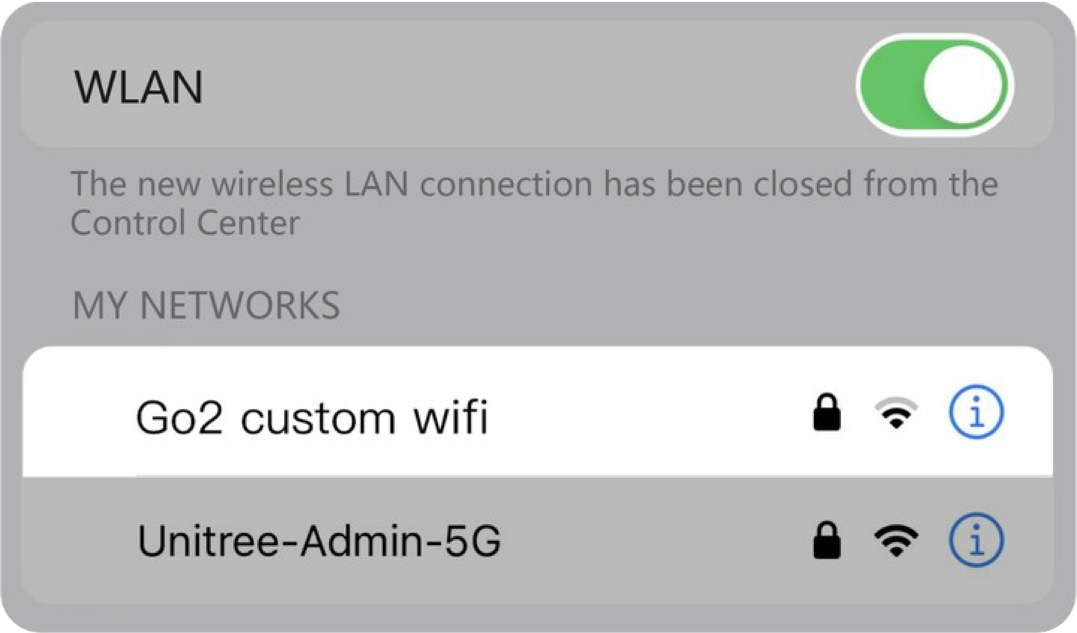 WLAN
The new wireless LAN connection has been closed from the
Control Center
MY NETWORKS
Go2 custom wifi
Unitree-Admin-5G